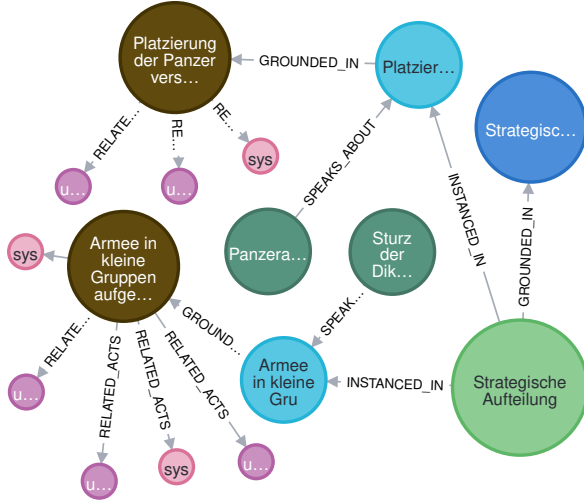 Platzierung
der Panzer
vers…
GROUNDED_IN
Platzier…
Strategisc…
RELATE…
RE…
RE…
sys
u…
u…
SPEAKS_ABOUT
INSTANCED_IN
GROUNDED_IN
sys
Armee in
kleine
Gruppen
aufge…
Panzera…
Sturz
der
Dik…
GROUND…
SPEAK…
RELATE…
RELATED_ACTS
RELATED_ACTS
RELATED_ACTS
Armee
in kleine
Gru
INSTANCED_IN
Strategische
Aufteilung
u…
u…
sys
u…